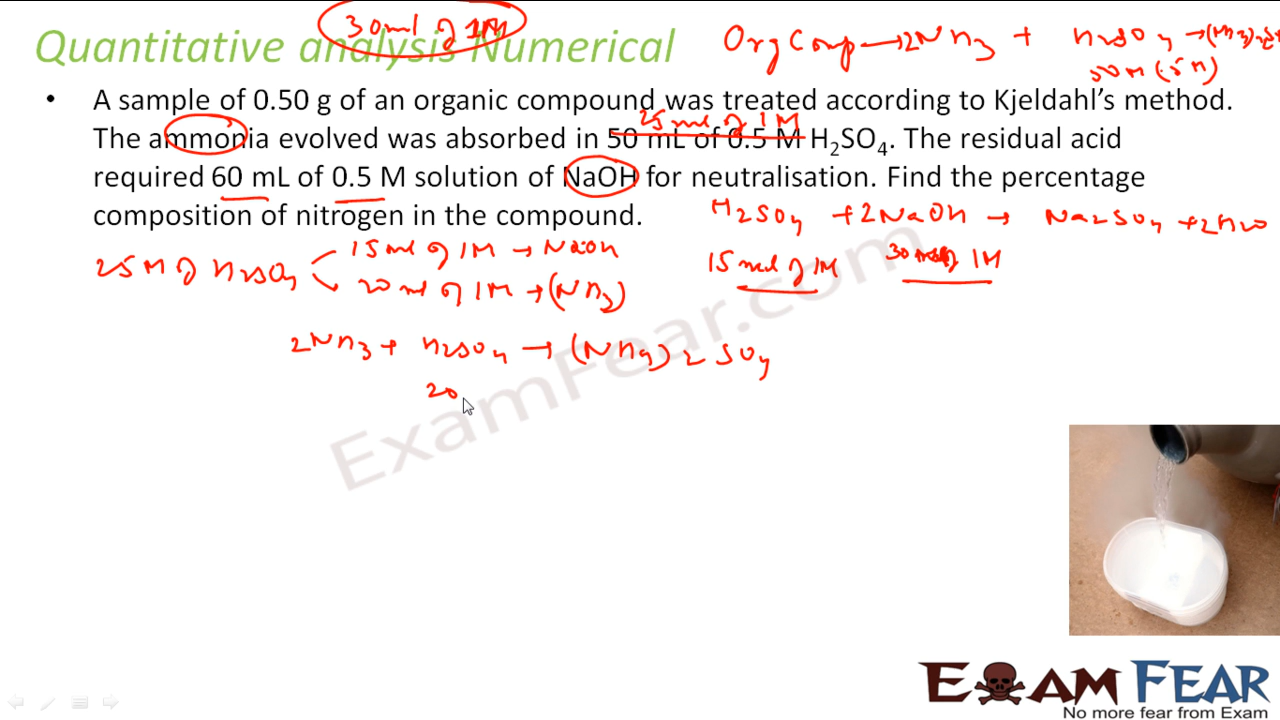 30ml of 1M
Quantitative analysis Numerical
Org Comp → 2NH3 + H2SO4 →
50M (.5M)
• A sample of 0.50 g of an organic compound was treated according to Kjeldahl's method.
25 ml of 1M
The ammonia evolved was absorbed in 50 mL of 0.5 M H₂SO₄. The residual acid
required 60 mL of 0.5 M solution of NaOH for neutralisation. Find the percentage
composition of nitrogen in the compound.
H2SO4 + 2NaOH → Na2SO4 + 2H2O
15ml of 1M 30 of 1M
25M of H2SO4
15ml of 1M → NaOH
20ml of 1M → (NH3)
2NH3 + H2SO4 → (NH4)2SO4
20
ExamFear.com
EXAM FEAR
No more fear from Exam